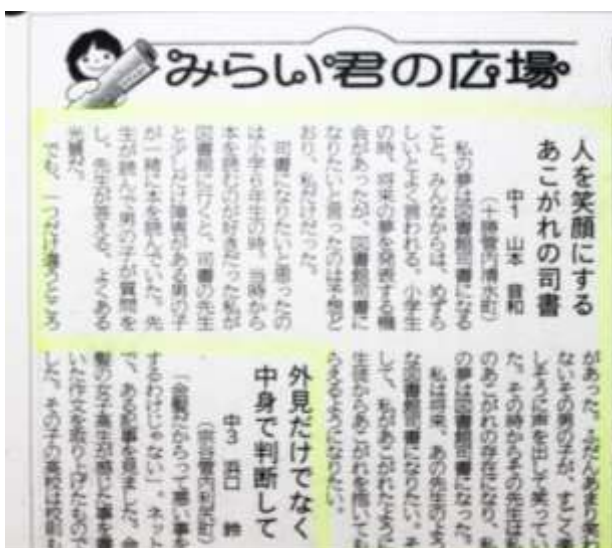 みらい君の広場
人を笑顔にする
あこがれの司書
中1 山本 音和
(十勝管内清水町)
私の夢は図書館司書になる
こと。みんなからは、めずら
しいとよく言われる。小学生
の時、将来の夢を発表する機
会があったが、図書館司書に
なりたいと言ったのは予想ど
おり、私だけだった。
司書になりたいと思ったの
は小学5年生の時。当時から
本を読むのが好きだった私が
図書館に行くと、司書の先生
と少しだけ障害がある男の子
が一緒に本を読んでいた。先
生が読んで男の子が質問を
し、先生が答える、よくある
光景だ。
でも、一つだけ違うところ
があった。ふだんあまり笑わ
ないその男の子が、すごく楽
しそうに声を出して笑ってい
た。その時からその先生は私
のあこがれの存在になり、私
の夢は図書館司書になった。
私は将来、あの先生のよう
な図書館司書になりたい。そ
して、私があこがれたように
生徒からあこがれを抱いても
らえるようになりたい。
外見だけでなく
中身で判断して
中3 浜口 鈴
(宗谷管内利尻町)
「金髪だからって悪い事を
するわけじゃない」。ネット
で、ある記事を見ました。金
髪の女子高生が感じた事を書
いた作文を取り上げたもので
した。その子の高校は校則も